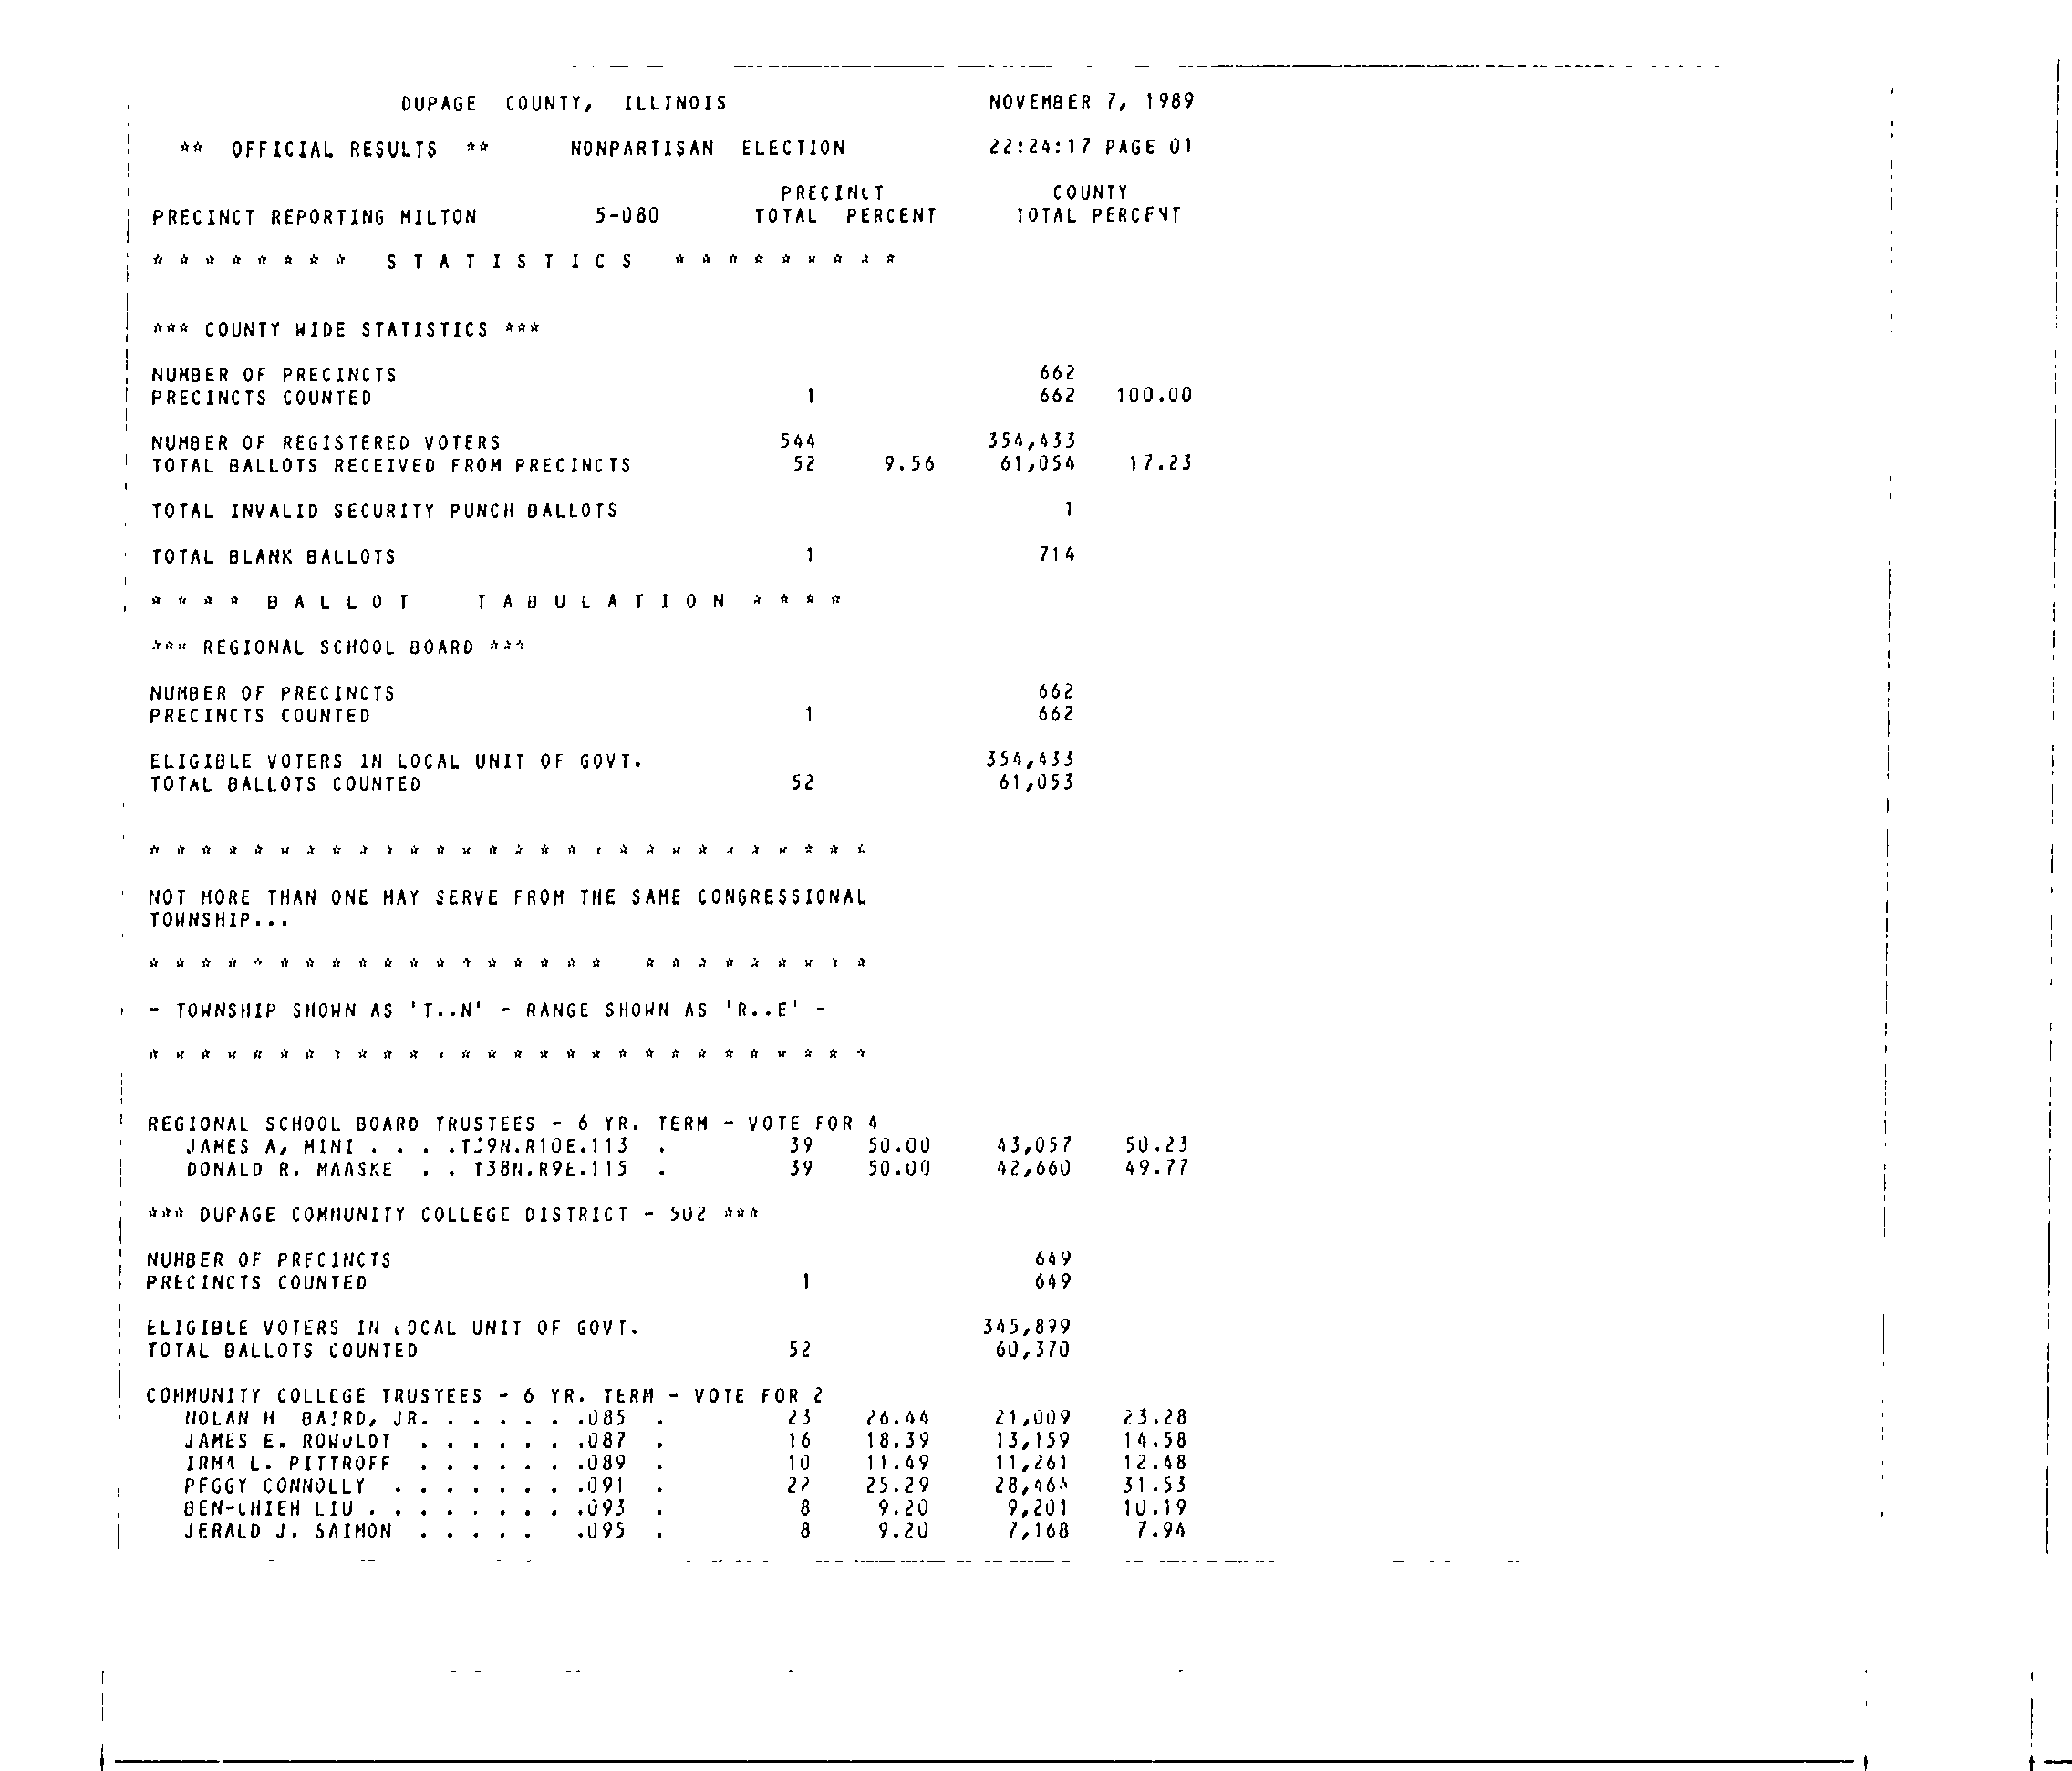 DUPAGE COUNTY, ILLINOIS NOVEMBER 7, 1989
** OFFICIAL RESULTS ** NONPARTISAN ELECTION 22:24:17 PAGE 01
PRECINCT COUNTY
PRECINCT REPORTING MILTON 5-080 TOTAL PERCENT TOTAL PERCENT
* * * * * * * * S T A T I S T I C S * * * * * * * * *
*** COUNTY WIDE STATISTICS ***
NUMBER OF PRECINCTS 662
PRECINCTS COUNTED 1 662 100.00
NUMBER OF REGISTERED VOTERS 544 354,433
TOTAL BALLOTS RECEIVED FROM PRECINCTS 52 9.56 61,054 17.23
TOTAL INVALID SECURITY PUNCH BALLOTS 1
TOTAL BLANK BALLOTS 1 714
* * * * B A L L O T T A B U L A T I O N * * * *
*** REGIONAL SCHOOL BOARD ***
NUMBER OF PRECINCTS 662
PRECINCTS COUNTED 1 662
ELIGIBLE VOTERS IN LOCAL UNIT OF GOVT. 354,433
TOTAL BALLOTS COUNTED 52 61,053
* * * * * * * * * * * * * * * * * * * * * * * * * * * *
NOT MORE THAN ONE MAY SERVE FROM THE SAME CONGRESSIONAL
TOWNSHIP...
* * * * * * * * * * * * * * * * * * * * * * * * * * *
- TOWNSHIP SHOWN AS 'T..N' - RANGE SHOWN AS 'R..E' -
* * * * * * * * * * * * * * * * * * * * * * * * * * * *
REGIONAL SCHOOL BOARD TRUSTEES - 6 YR. TERM - VOTE FOR 4
JAMES A, MINI . . . .T39N.R10E.113 . 39 50.00 43,057 50.23
DONALD R. MAASKE . . T38N.R9E.115 . 39 50.00 42,660 49.77
*** DUPAGE COMMUNITY COLLEGE DISTRICT - 502 ***
NUMBER OF PRECINCTS 649
PRECINCTS COUNTED 1 649
ELIGIBLE VOTERS IN LOCAL UNIT OF GOVT. 345,899
TOTAL BALLOTS COUNTED 52 60,370
COMMUNITY COLLEGE TRUSTEES - 6 YR. TERM - VOTE FOR 2
NOLAN H BAIRD, JR. . . . . . .085 . 23 26.44 21,009 23.28
JAMES E. ROWOLDT . . . . . . .087 . 16 18.39 13,159 14.58
IRMA L. PITTROFF . . . . . . .089 . 10 11.49 11,261 12.48
PEGGY CONNOLLY . . . . . . . .091 . 22 25.29 28,464 31.53
BEN-CHIEH LIU . . . . . . . . .093 . 8 9.20 9,201 10.19
JERALD J. SAIMON . . . . . .095 . 8 9.20 7,168 7.94